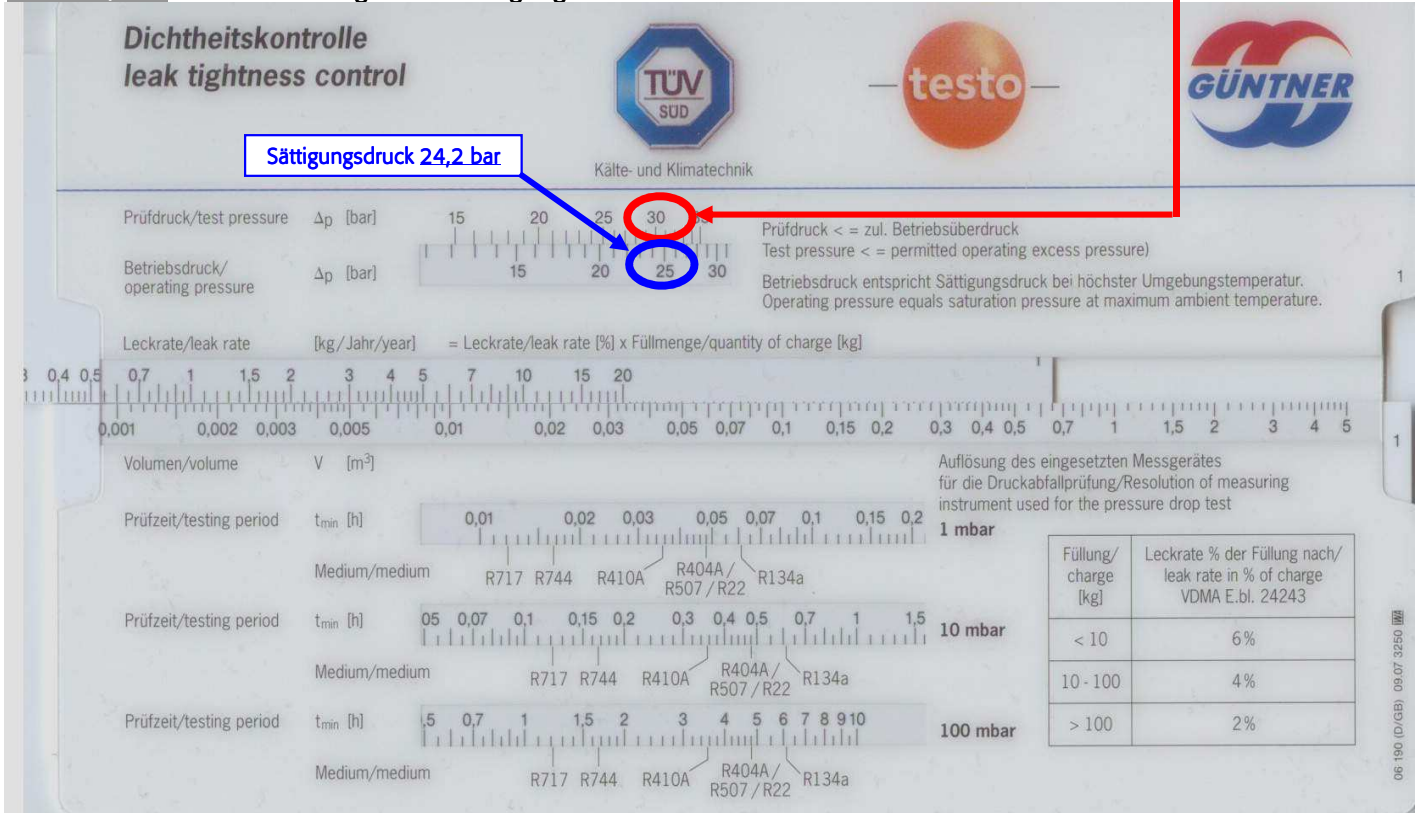 Dichtheitskontrolle
leak tightness control
TÜV
SÜD
testo
GÜNTNER
Sättigungsdruck 24,2 bar
Kälte- und Klimatechnik
Prüfdruck/test pressure Δp [bar] 15 20 25 30
Prüfdruck < = zul. Betriebsüberdruck
Test pressure < = permitted operating excess pressure)
Betriebsdruck/
operating pressure Δp [bar] 15 20 25 30
Betriebsdruck entspricht Sättigungsdruck bei höchster Umgebungstemperatur.
Operating pressure equals saturation pressure at maximum ambient temperature.
1
Leckrate/leak rate [kg/Jahr/year] = Leckrate/leak rate [%] x Füllmenge/quantity of charge [kg]
3 0,4 0,5 0,7 1 1,5 2 3 4 5 7 10 15 20 1
0,001 0,002 0,003 0,005 0,01 0,02 0,03 0,05 0,07 0,1 0,15 0,2 0,3 0,4 0,5 0,7 1 1,5 2 3 4 5
1
Volumen/volume V [m³]
Auflösung des eingesetzten Messgerätes
für die Druckabfallprüfung/Resolution of measuring
instrument used for the pressure drop test
Prüfzeit/testing period tmin [h] 0,01 0,02 0,03 0,05 0,07 0,1 0,15 0,2 1 mbar
Medium/medium R717 R744 R410A R404A/ R134a
R507/R22
Prüfzeit/testing period tmin [h] 05 0,07 0,1 0,15 0,2 0,3 0,4 0,5 0,7 1 1,5 10 mbar
Medium/medium R717 R744 R410A R404A/ R134a
R507/R22
Prüfzeit/testing period tmin [h] ,5 0,7 1 1,5 2 3 4 5 6 7 8 9 10 100 mbar
Medium/medium R717 R744 R410A R404A/ R134a
R507/R22
Füllung/ Leckrate % der Füllung nach/
charge leak rate in % of charge
[kg] VDMA E.bl. 24243
< 10 6%
10 - 100 4%
> 100 2%
06 190 (D/GB) 09.07 3250